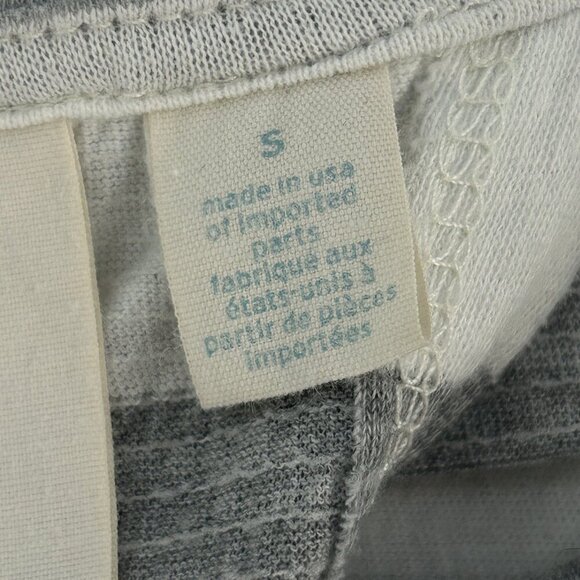 S
made in usa
of imported
parts
fabriqué aux
états-unis à
partir de pièces
importées